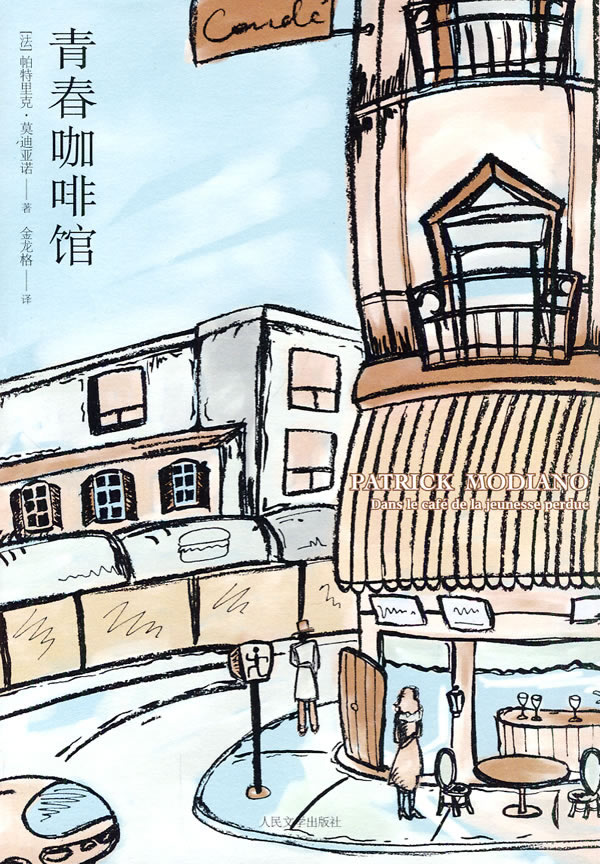 Condé
青春咖啡馆
[法] 帕特里克·莫迪亚诺——著
金龙格——译
PATRICK MODIANO
Dans le café de la jeunesse perdue
人民文学出版社